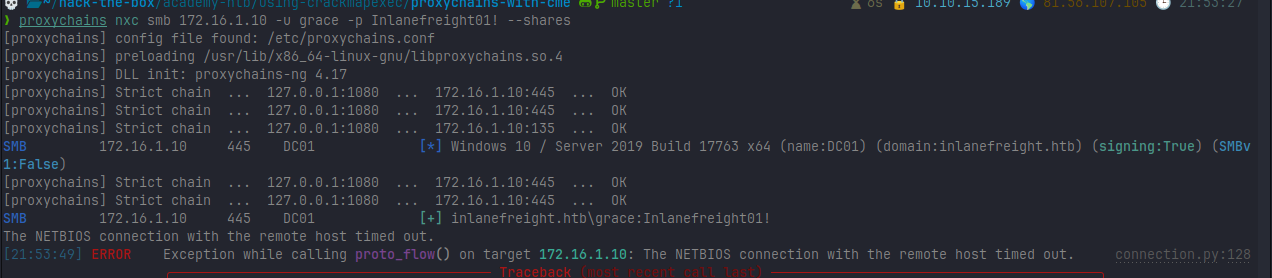 ~/hack-the-box/academy-htb/using-crackmapexec/proxychains-with-cme master ?1 6s 10.10.15.189 81.56.107.105 21:53:27
❯ proxychains nxc smb 172.16.1.10 -u grace -p Inlanefreight01! --shares
[proxychains] config file found: /etc/proxychains.conf
[proxychains] preloading /usr/lib/x86_64-linux-gnu/libproxychains.so.4
[proxychains] DLL init: proxychains-ng 4.17
[proxychains] Strict chain ... 127.0.0.1:1080 ... 172.16.1.10:445 ... OK
[proxychains] Strict chain ... 127.0.0.1:1080 ... 172.16.1.10:445 ... OK
[proxychains] Strict chain ... 127.0.0.1:1080 ... 172.16.1.10:135 ... OK
SMB 172.16.1.10 445 DC01 [*] Windows 10 / Server 2019 Build 17763 x64 (name:DC01) (domain:inlanefreight.htb) (signing:True) (SMBv
1:False)
[proxychains] Strict chain ... 127.0.0.1:1080 ... 172.16.1.10:445 ... OK
[proxychains] Strict chain ... 127.0.0.1:1080 ... 172.16.1.10:445 ... OK
SMB 172.16.1.10 445 DC01 [+] inlanefreight.htb\grace:Inlanefreight01!
The NETBIOS connection with the remote host timed out.
[21:53:49] ERROR Exception while calling proto_flow() on target 172.16.1.10: The NETBIOS connection with the remote host timed out. connection.py:128
Traceback (most recent call last)